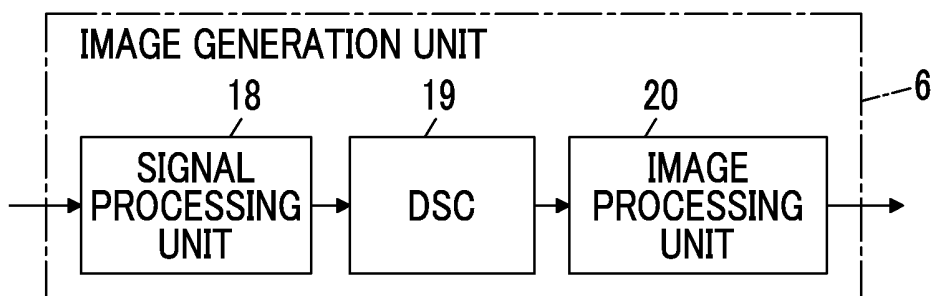 IMAGE GENERATION UNIT
6
18
19
20
SIGNAL
PROCESSING
UNIT
DSC
IMAGE
PROCESSING
UNIT